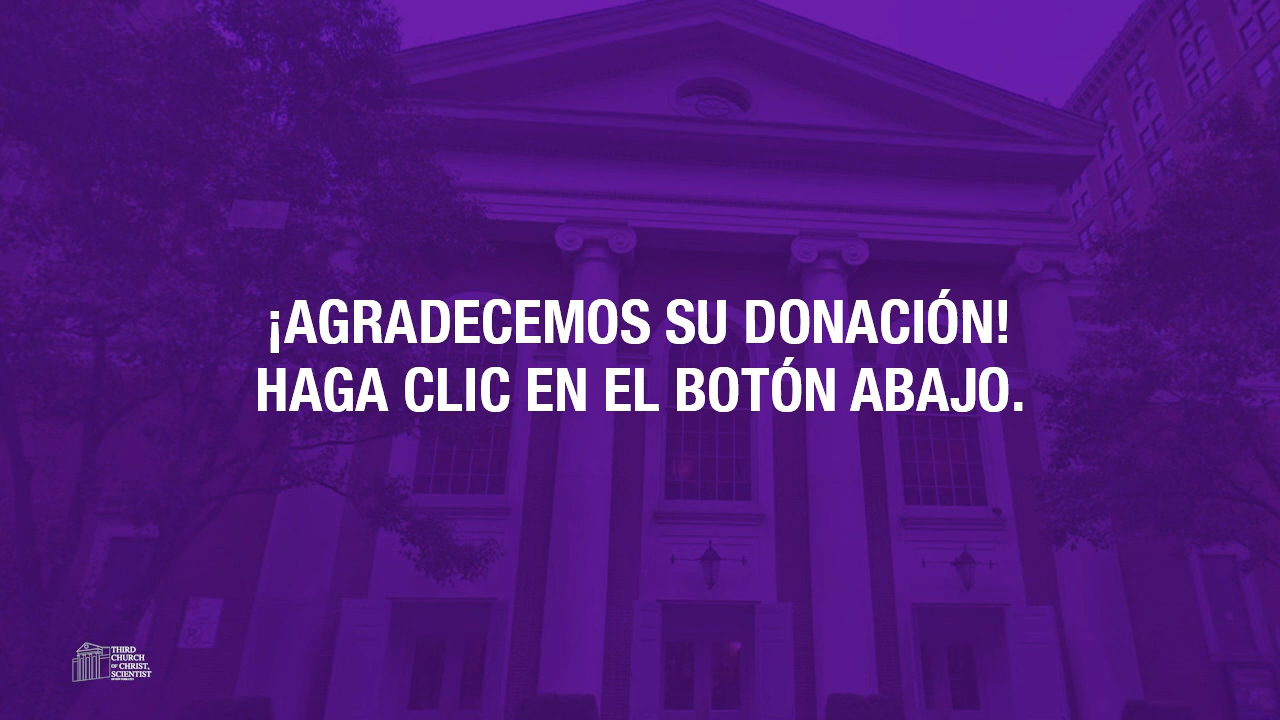 ¡AGRADECEMOS SU DONACIÓN!
HAGA CLIC EN EL BOTÓN ABAJO.
THIRD
CHURCH
OF CHRIST,
SCIENTIST